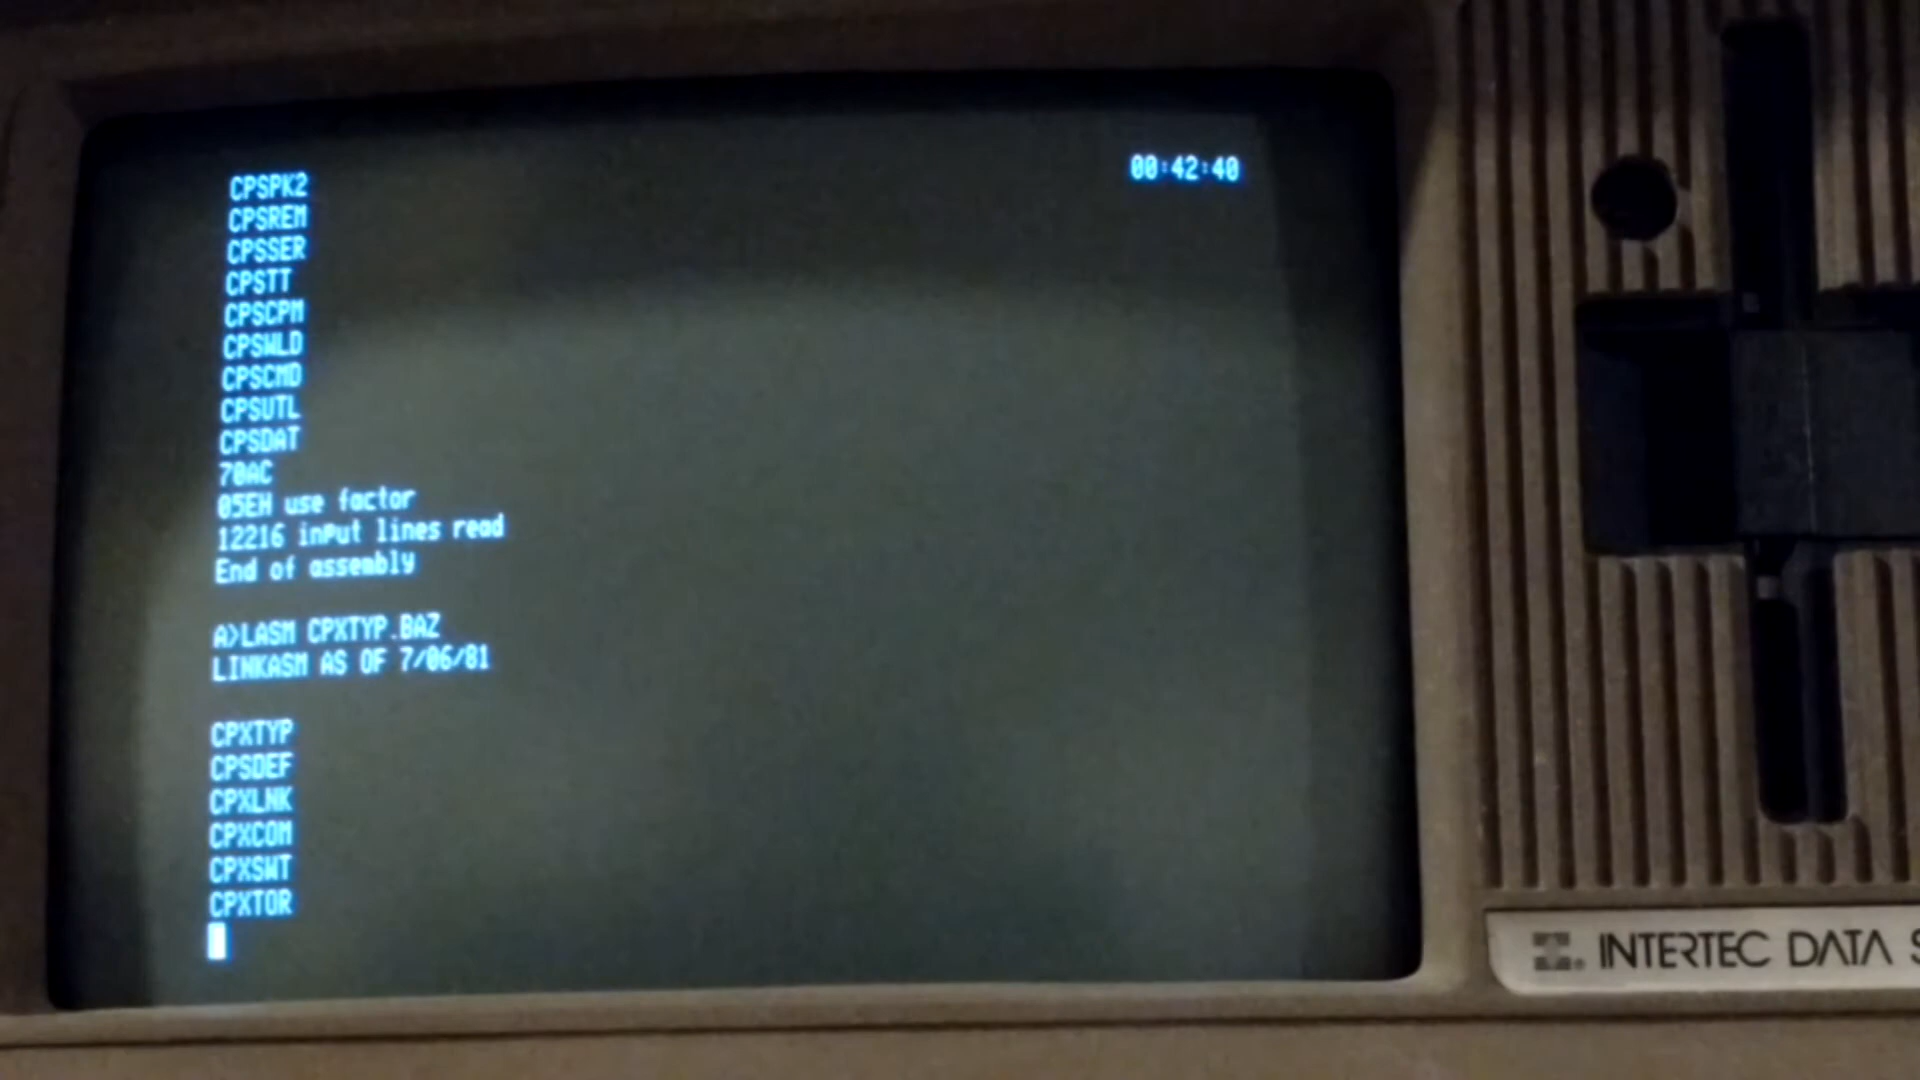 00:42:40
CPSPK2
CPSREM
CPSSER
CPSTT
CPSCPM
CPSWLD
CPSCMD
CPSUTL
CPSDAT
70AC
05EH use factor
12216 input lines read
End of assembly
A>LASM CPXTYP.BAZ
LINKASM AS OF 7/06/81
CPXTYP
CPSDEF
CPXLNK
CPXCOM
CPXSWT
CPXTOR
INTERTEC DATA S